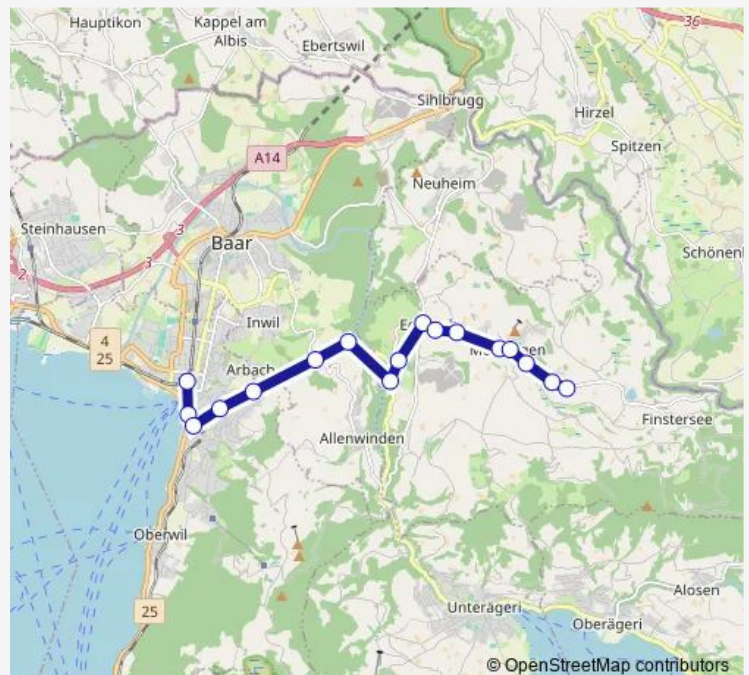 Hauptikon
Kappel am
Albis
Ebertswil
36
Sihlbrugg
Hirzel
Spitzen
A14
Neuheim
Steinhausen
3
Baar
3
2
4
25
Inwil
Arbach
Allenwinden
Finstersee
Oberwil
25
Unterägeri
Alosen
Oberägeri
© OpenStreetMap contributors